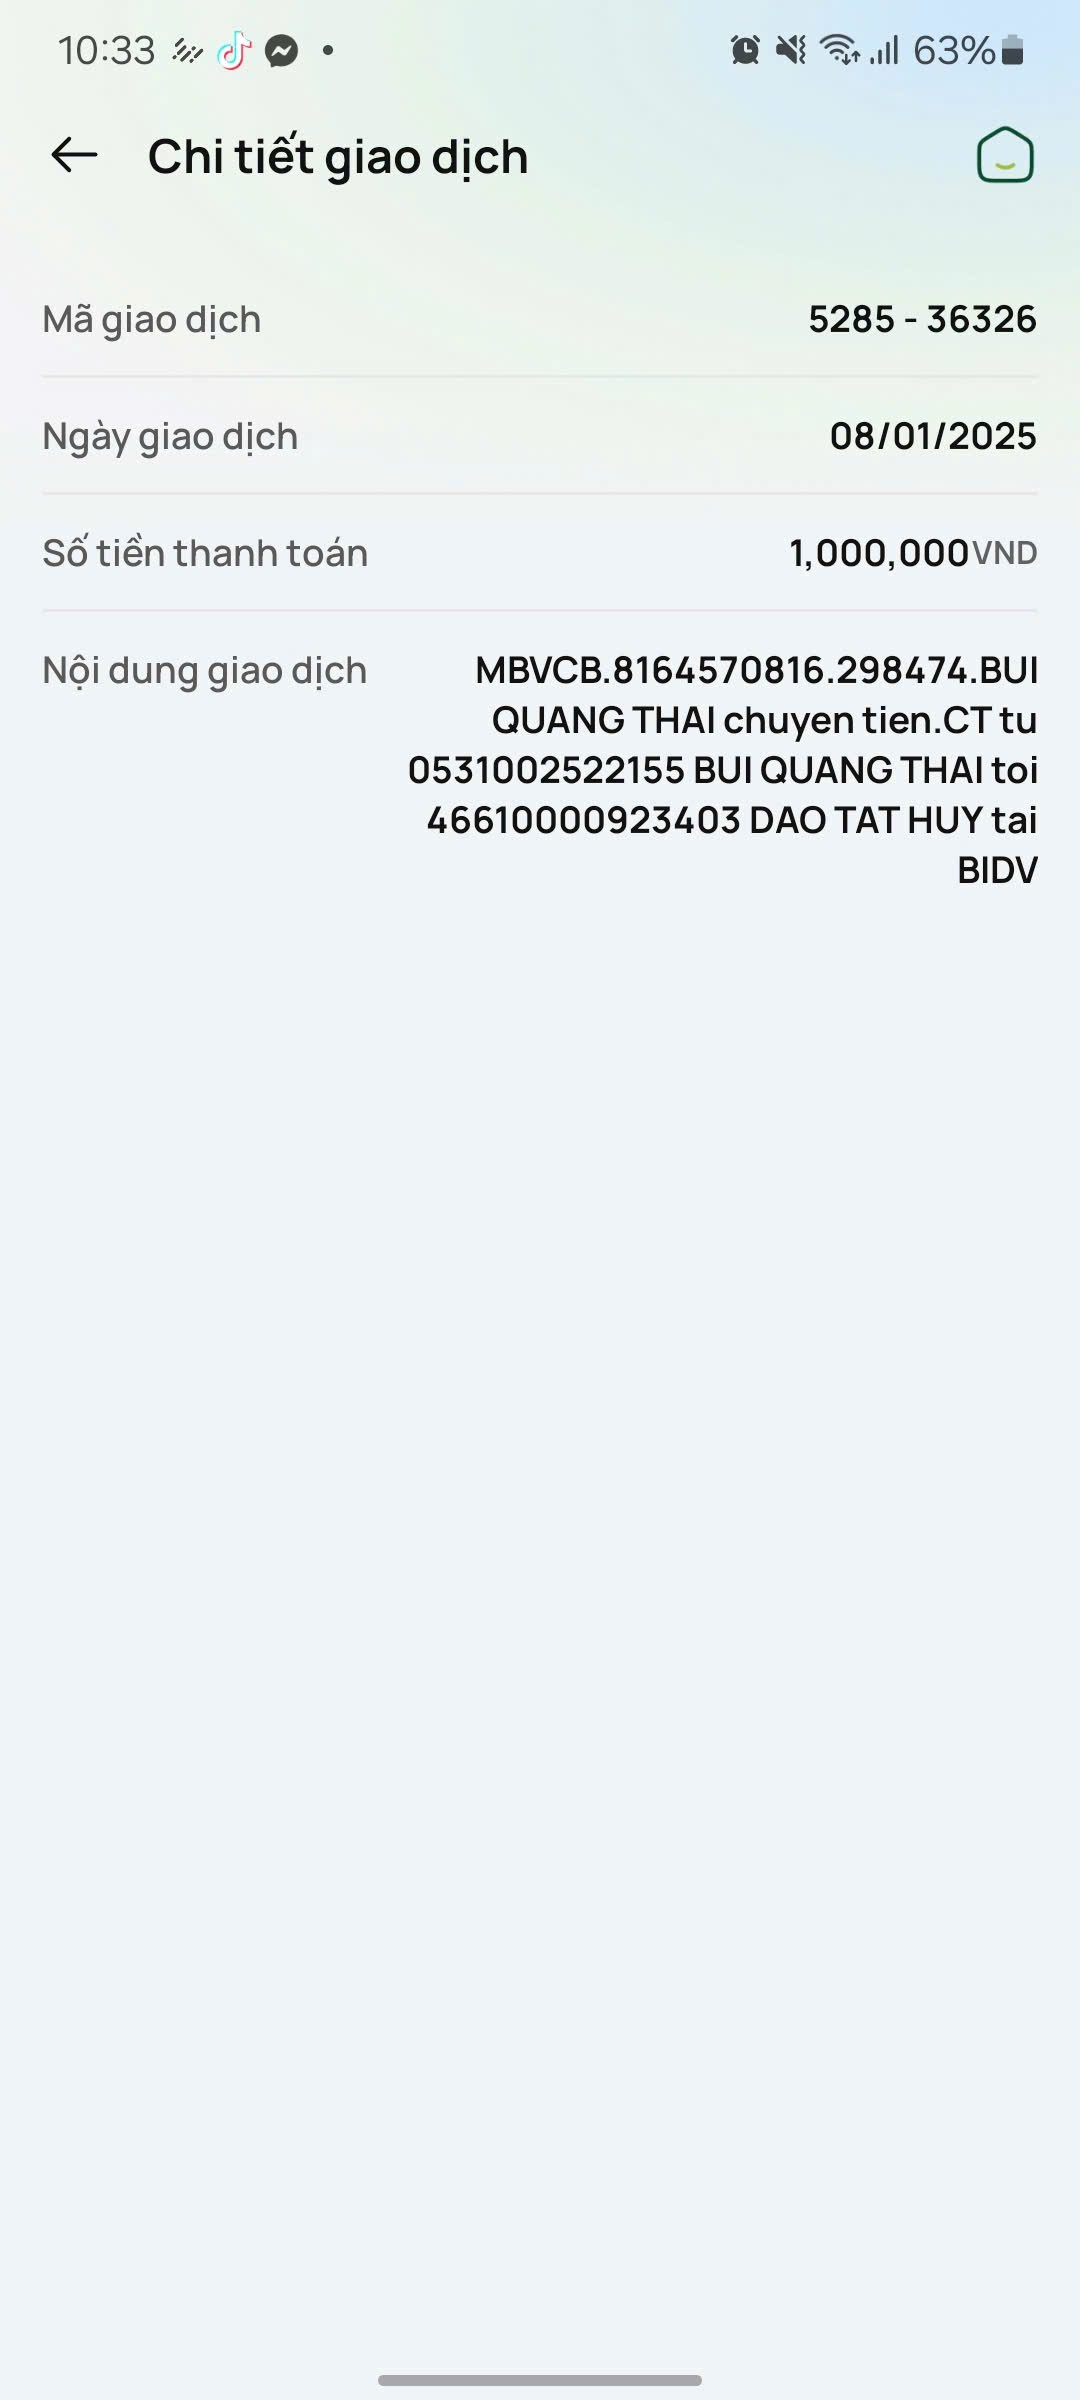 10:33
63%
Chi tiết giao dịch
Mã giao dịch 5285 - 36326
Ngày giao dịch 08/01/2025
Số tiền thanh toán 1,000,000VND
Nội dung giao dịch MBVCB.8164570816.298474.BUI
QUANG THAI chuyen tien.CT tu
0531002522155 BUI QUANG THAI toi
46610000923403 DAO TAT HUY tai
BIDV